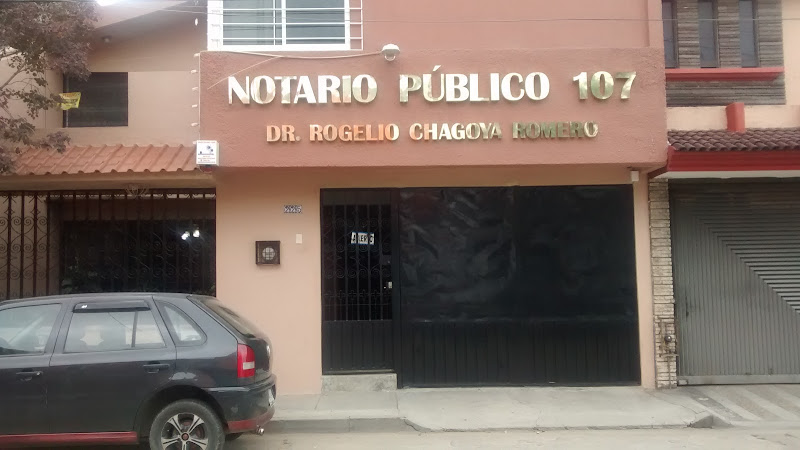 NOTARIO PÚBLICO 107
DR. ROGELIO CHAGOYA ROMERO